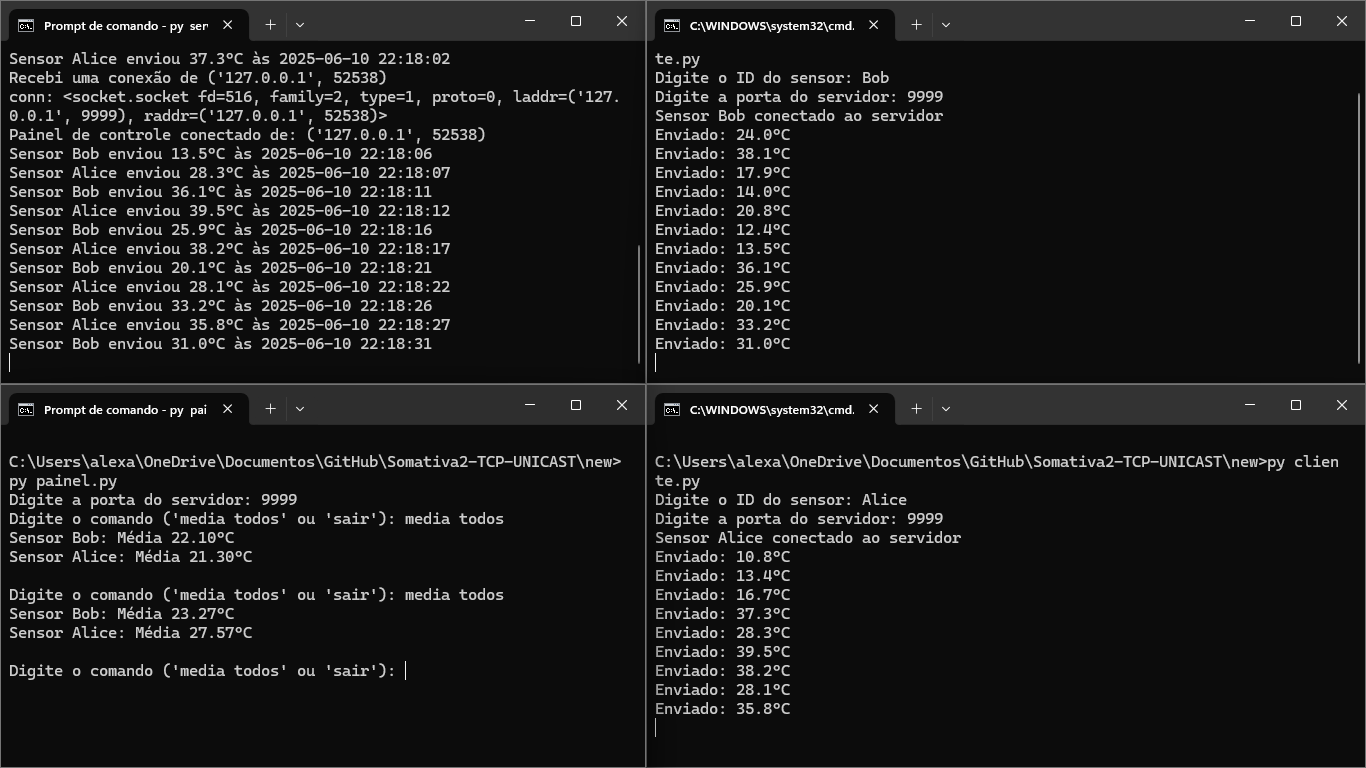 Prompt de comando - py ser
Sensor Alice enviou 37.3°C às 2025-06-10 22:18:02
Recebi uma conexão de ('127.0.0.1', 52538)
conn: <socket.socket fd=516, family=2, type=1, proto=0, laddr=('127.
0.0.1', 9999), raddr=('127.0.0.1', 52538)>
Painel de controle conectado de: ('127.0.0.1', 52538)
Sensor Bob enviou 13.5°C às 2025-06-10 22:18:06
Sensor Alice enviou 28.3°C às 2025-06-10 22:18:07
Sensor Bob enviou 36.1°C às 2025-06-10 22:18:11
Sensor Alice enviou 39.5°C às 2025-06-10 22:18:12
Sensor Bob enviou 25.9°C às 2025-06-10 22:18:16
Sensor Alice enviou 38.2°C às 2025-06-10 22:18:17
Sensor Bob enviou 20.1°C às 2025-06-10 22:18:21
Sensor Alice enviou 28.1°C às 2025-06-10 22:18:22
Sensor Bob enviou 33.2°C às 2025-06-10 22:18:26
Sensor Alice enviou 35.8°C às 2025-06-10 22:18:27
Sensor Bob enviou 31.0°C às 2025-06-10 22:18:31
C:\WINDOWS\system32\cmd.
te.py
Digite o ID do sensor: Bob
Digite a porta do servidor: 9999
Sensor Bob conectado ao servidor
Enviado: 24.0°C
Enviado: 38.1°C
Enviado: 17.9°C
Enviado: 14.0°C
Enviado: 20.8°C
Enviado: 12.4°C
Enviado: 13.5°C
Enviado: 36.1°C
Enviado: 25.9°C
Enviado: 20.1°C
Enviado: 33.2°C
Enviado: 31.0°C
Prompt de comando - py pai
C:\Users\alexa\OneDrive\Documentos\GitHub\Somativa2-TCP-UNICAST\new>
py painel.py
Digite a porta do servidor: 9999
Digite o comando ('media todos' ou 'sair'): media todos
Sensor Bob: Média 22.10°C
Sensor Alice: Média 21.30°C
Digite o comando ('media todos' ou 'sair'): media todos
Sensor Bob: Média 23.27°C
Sensor Alice: Média 27.57°C
Digite o comando ('media todos' ou 'sair'):
C:\WINDOWS\system32\cmd.
C:\Users\alexa\OneDrive\Documentos\GitHub\Somativa2-TCP-UNICAST\new>py clien
te.py
Digite o ID do sensor: Alice
Digite a porta do servidor: 9999
Sensor Alice conectado ao servidor
Enviado: 10.8°C
Enviado: 13.4°C
Enviado: 16.7°C
Enviado: 37.3°C
Enviado: 28.3°C
Enviado: 39.5°C
Enviado: 38.2°C
Enviado: 28.1°C
Enviado: 35.8°C